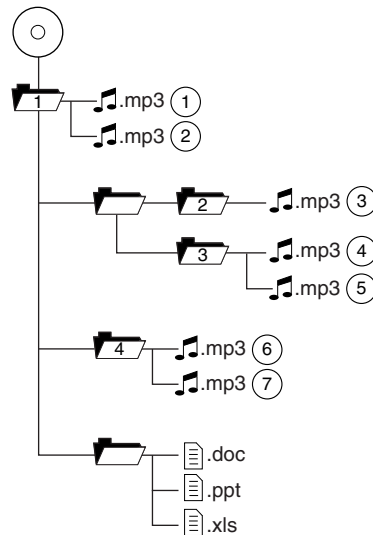 1 .mp3 1
.mp3 2
2 .mp3 3
3 .mp3 4
.mp3 5
4 .mp3 6
.mp3 7
.doc
.ppt
.xls